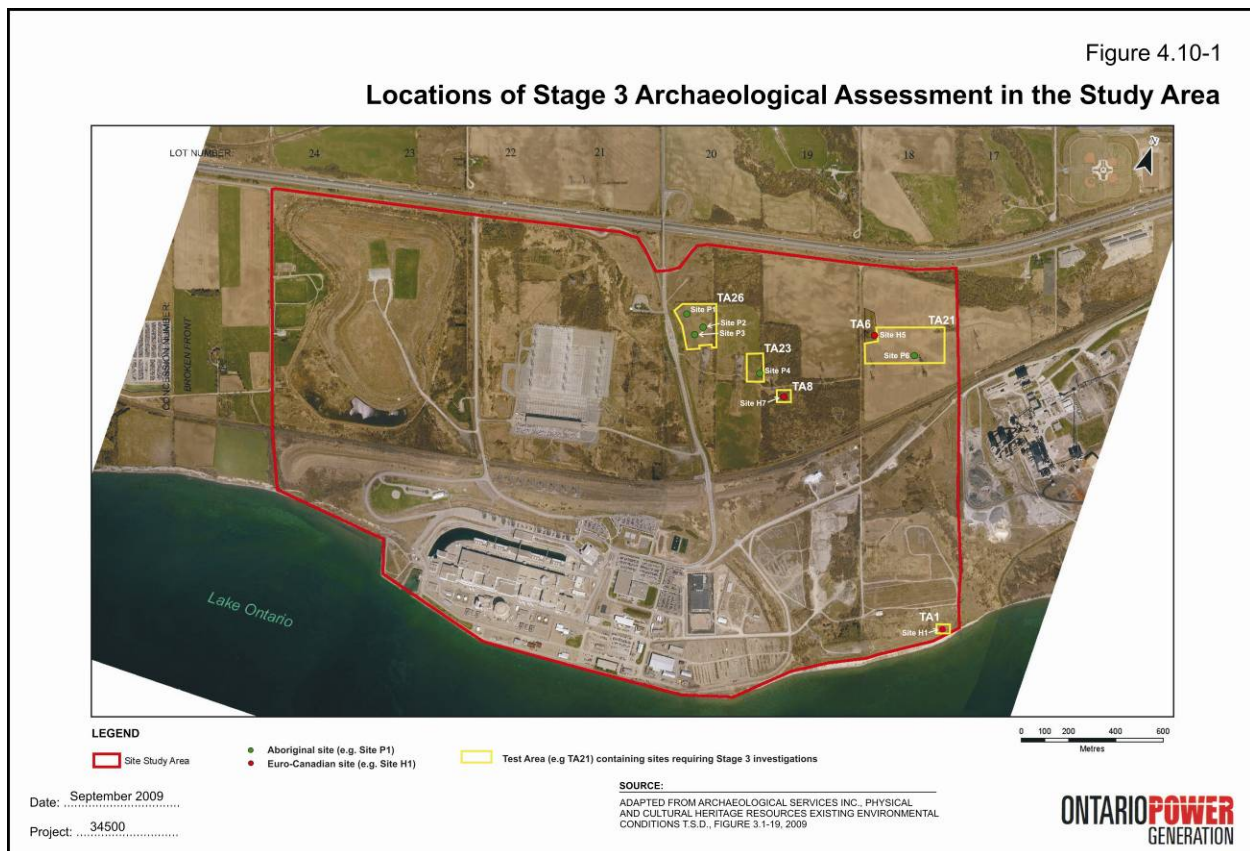 Figure 4.10-1
Locations of Stage 3 Archaeological Assessment in the Study Area
LOT NUMBER: 24 23 22 21 20 19 18 17
N
CONCESSION NUMBER:
BROKEN FRONT
TA26
Site P1
Site P2
Site P3
TA23
Site P4
TA8
Site H7
TA6
Site H5
TA21
Site P6
TA1
Site H1
Lake Ontario
LEGEND
Site Study Area
Aboriginal site (e.g. Site P1)
Euro-Canadian site (e.g. Site H1)
Test Area (e.g TA21) containing sites requiring Stage 3 investigations
0 100 200 400 600
Metres
Date: September 2009
Project: 34500
SOURCE:
ADAPTED FROM ARCHAEOLOGICAL SERVICES INC., PHYSICAL
AND CULTURAL HERITAGE RESOURCES EXISTING ENVIRONMENTAL
CONDITIONS T.S.D., FIGURE 3.1-19, 2009
ONTARIOPOWER
GENERATION